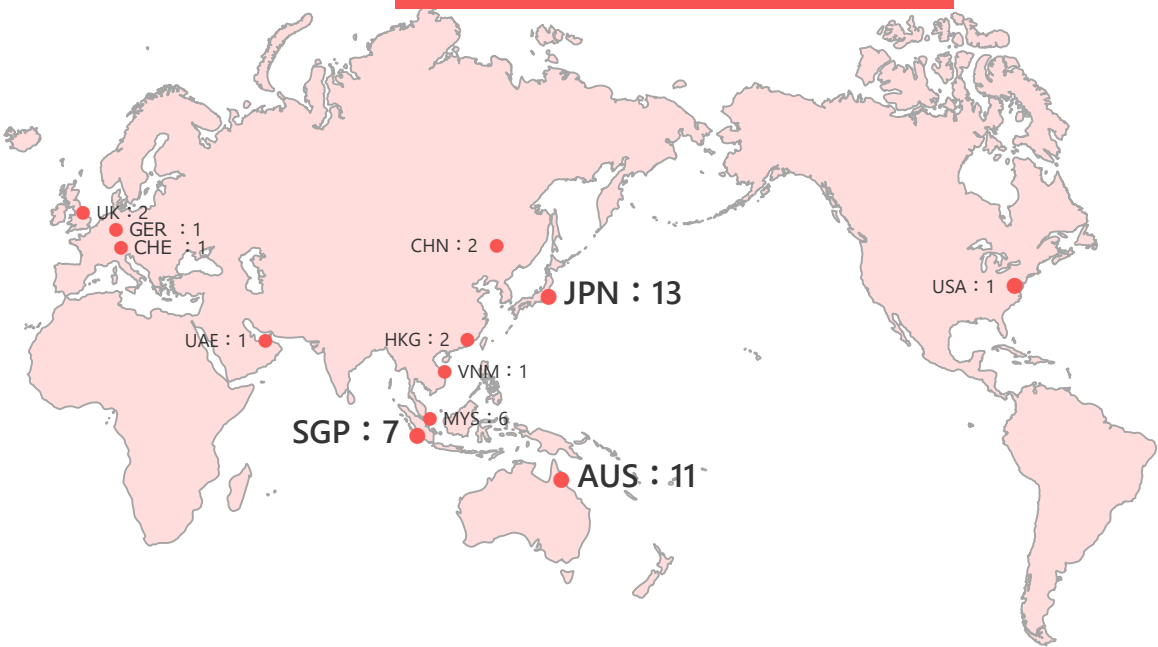 UK：2
GER ：1
CHE ：1
CHN：2
USA：1
JPN：13
UAE：1
HKG：2
VNM：1
MYS：6
SGP：7
AUS：11